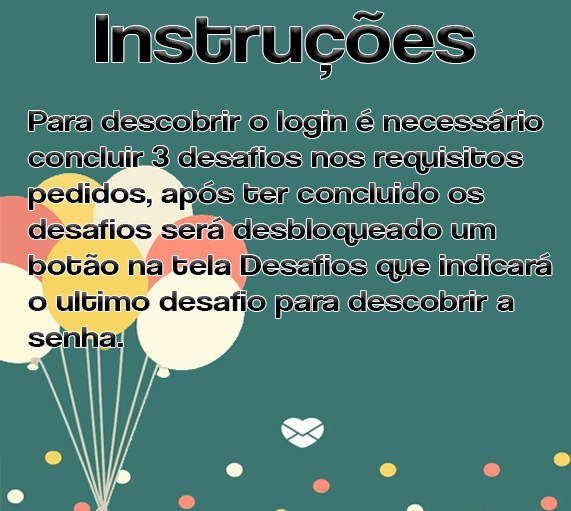 Instruções
Para descobrir o login é necessário
concluir 3 desafios nos requisitos
pedidos, após ter concluido os
desafios será desbloqueado um
botão na tela Desafios que indicará
o ultimo desafio para descobrir a
senha.